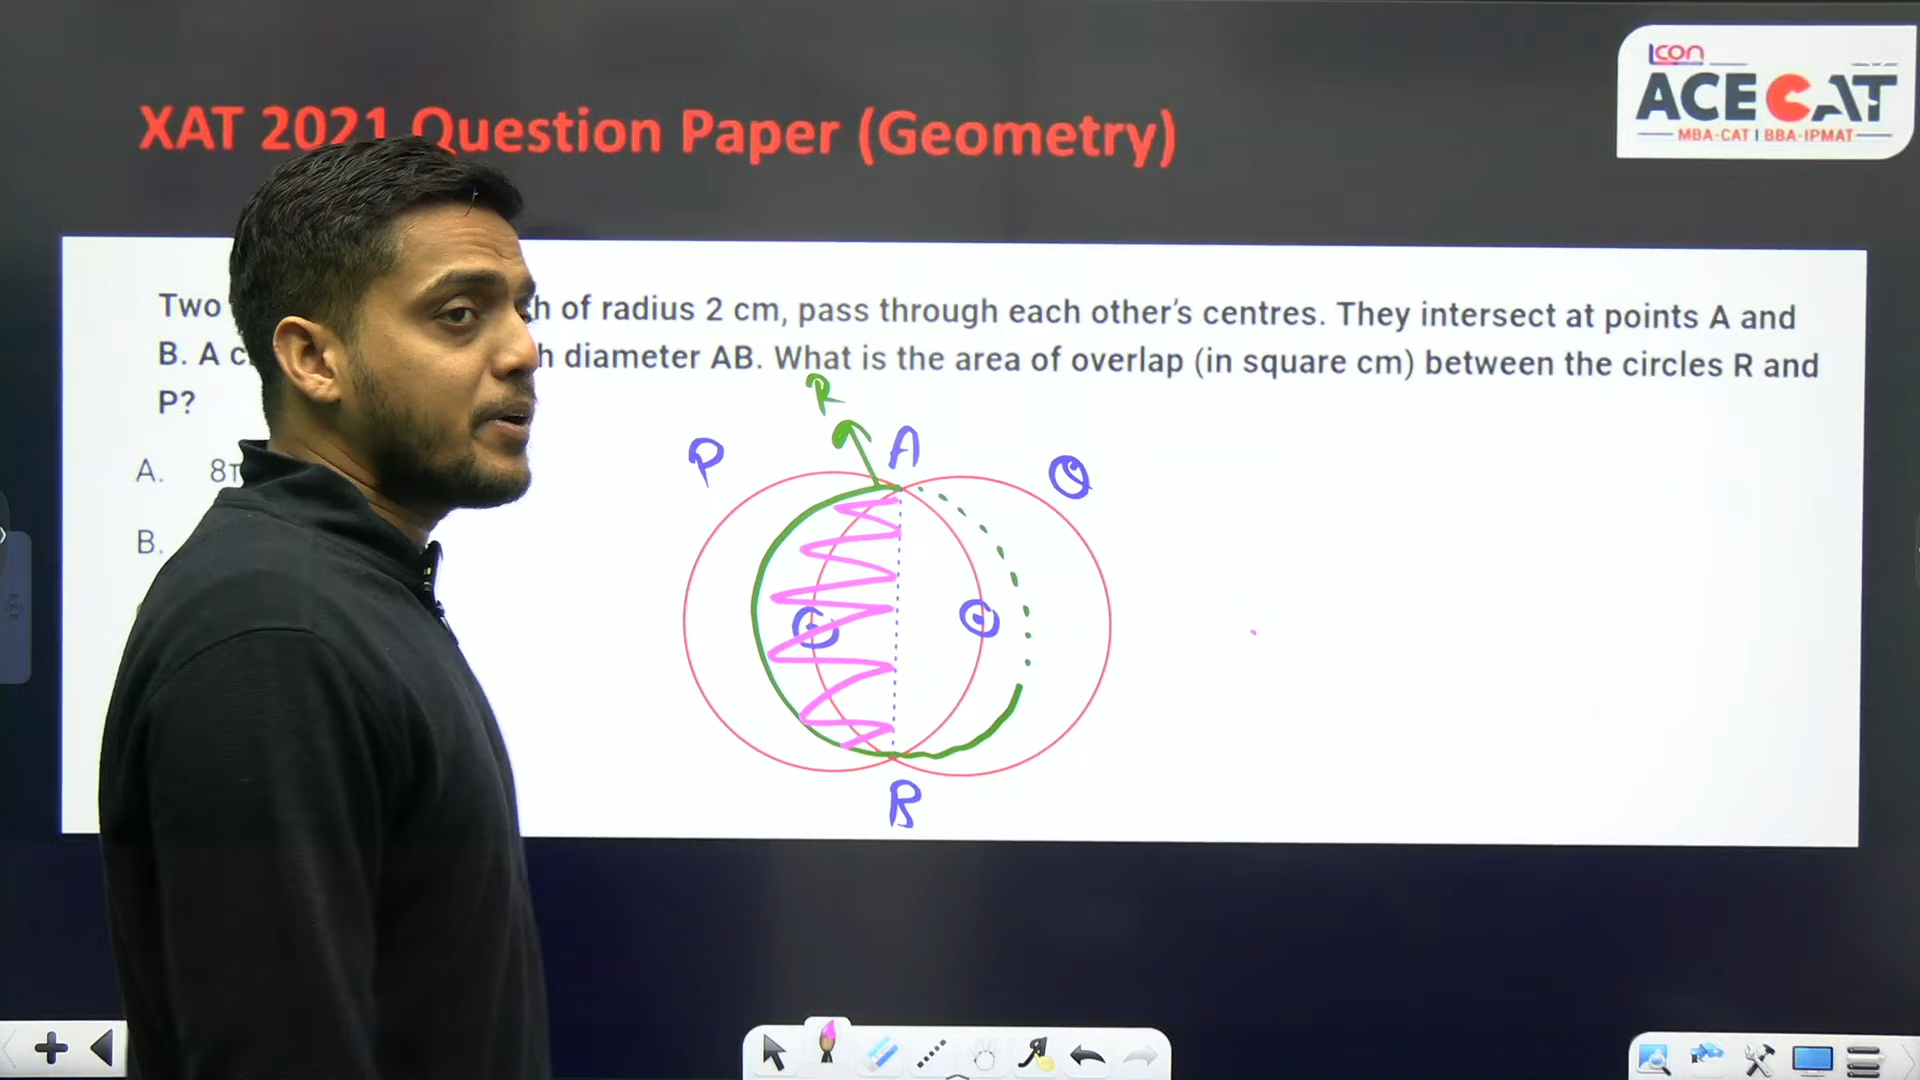 XAT 2021 Question Paper (Geometry)
Icon
ACE CAT
MBA-CAT I BBA-IPMAT
Two h of radius 2 cm, pass through each other's centres. They intersect at points A and
B. A c h diameter AB. What is the area of overlap (in square cm) between the circles R and
P?
R
P A Q
A. 8π
B.
B